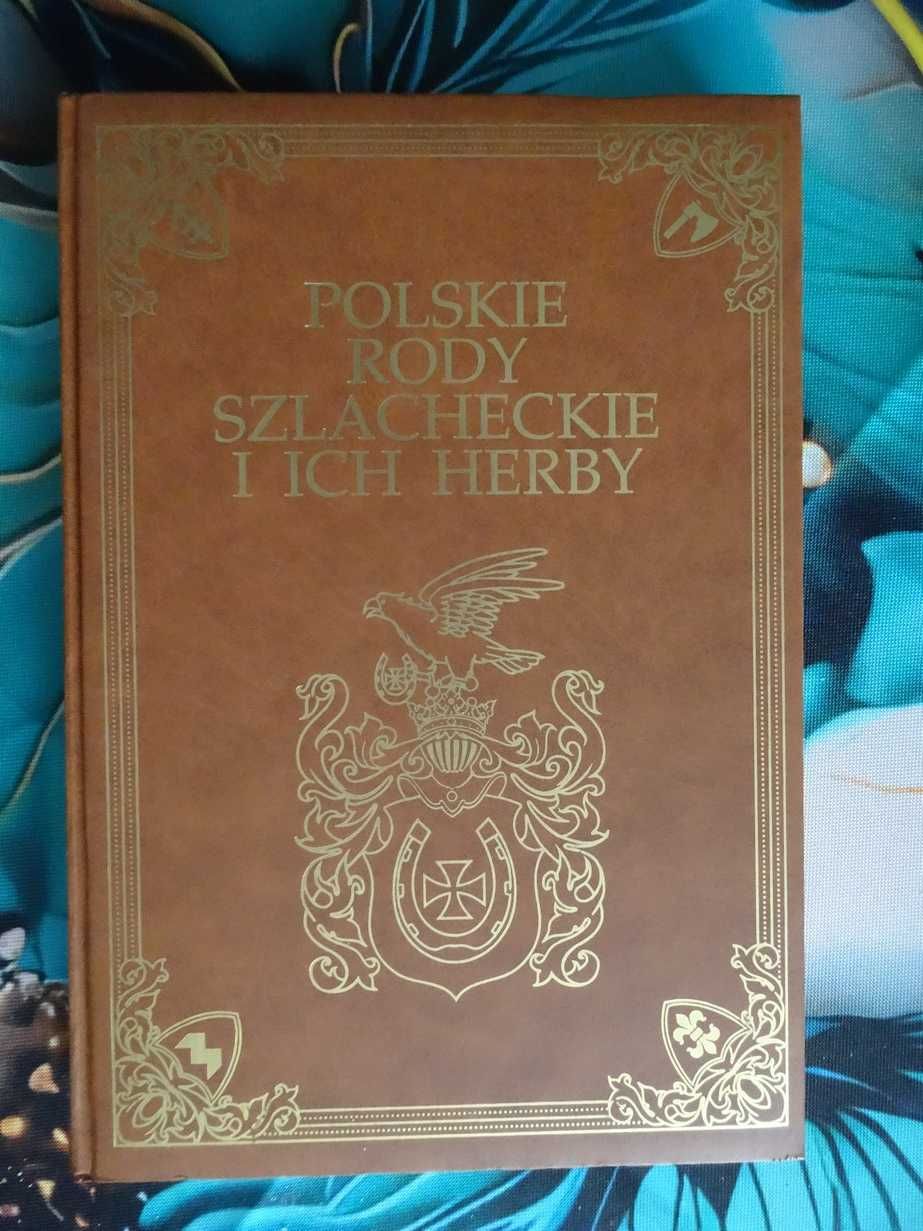 POLSKIE
RODY
SZLACHECKIE
I ICH HERBY